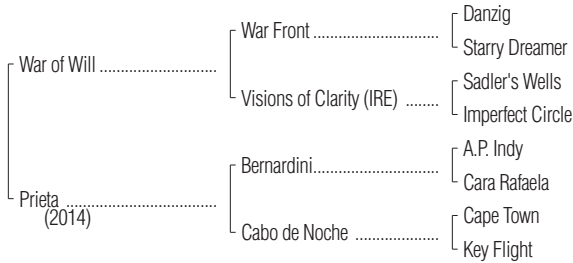 Danzig
War Front
Starry Dreamer
War of Will
Sadler's Wells
Visions of Clarity (IRE)
Imperfect Circle
A.P. Indy
Bernardini
Cara Rafaela
Prieta
(2014)
Cape Town
Cabo de Noche
Key Flight